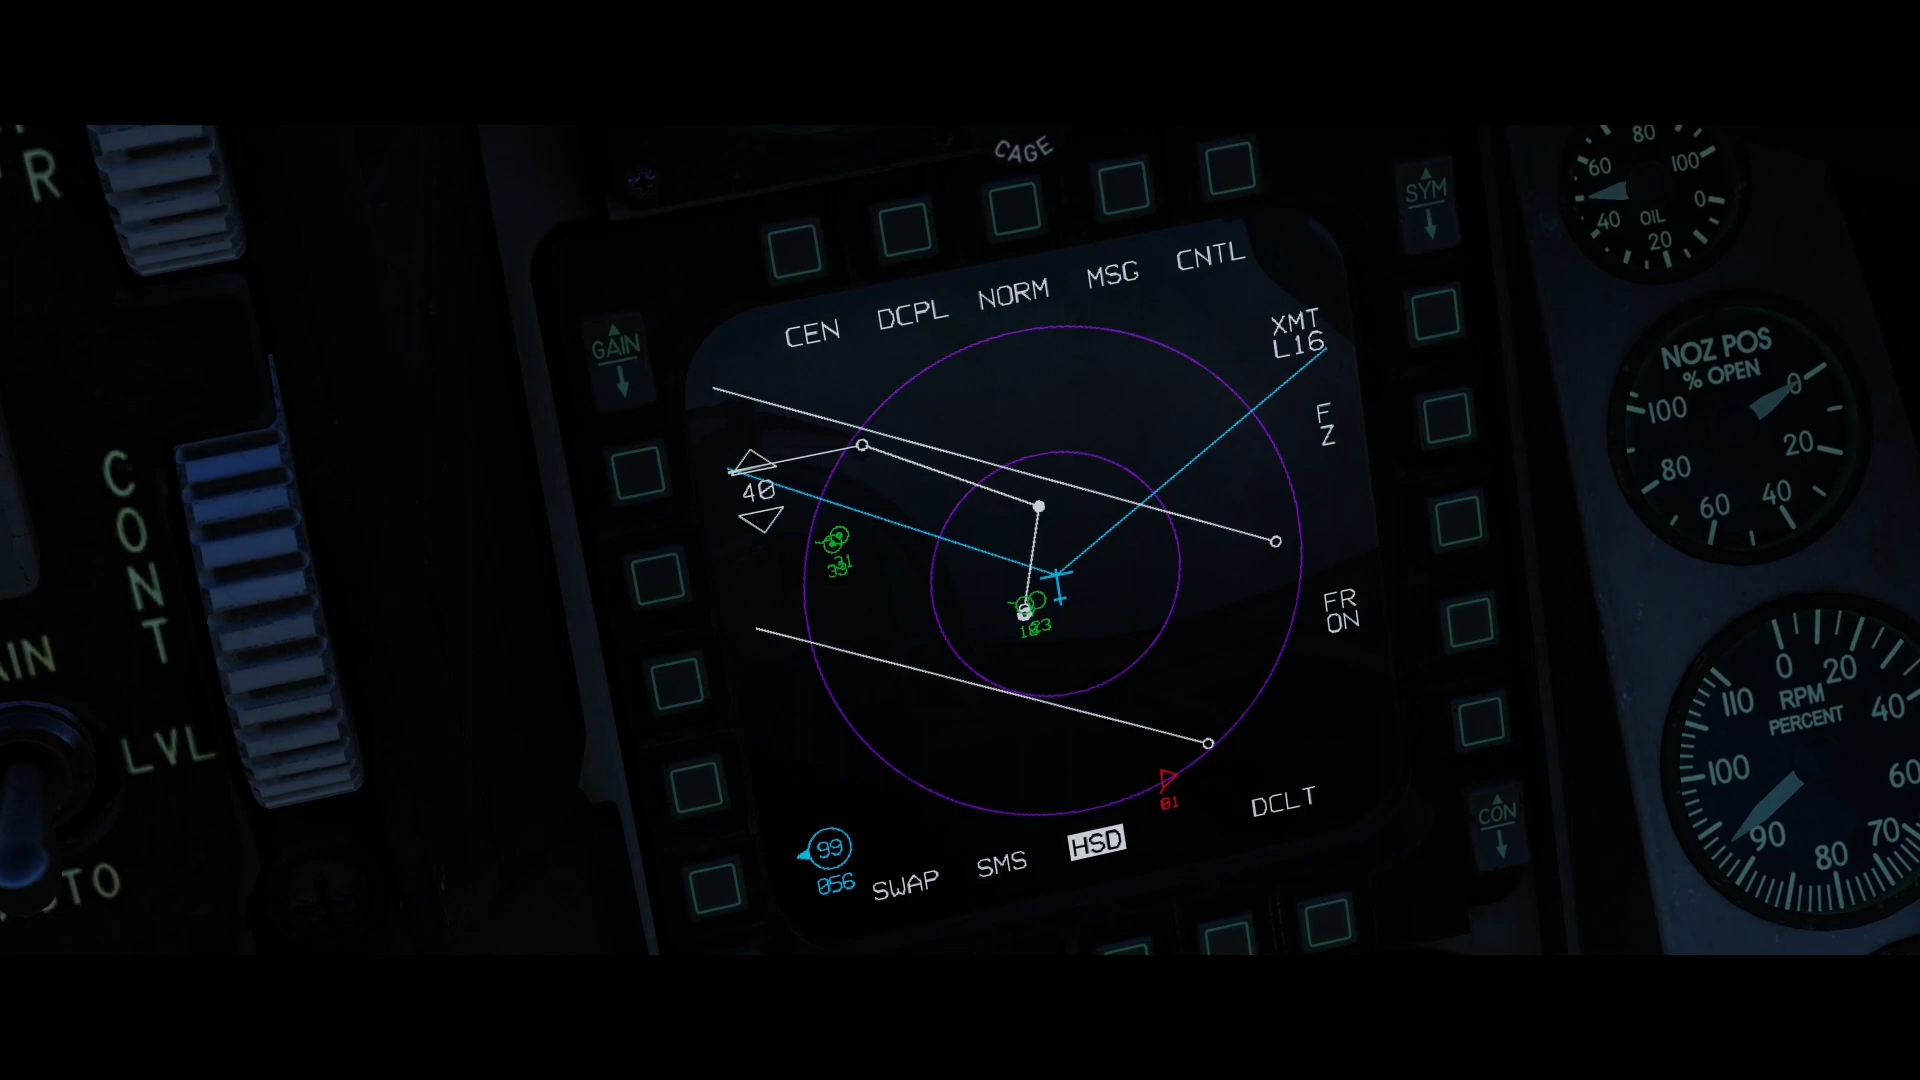 R
CONT
AIN
LVL
TO
CAGE
GAIN
SYM
CON
CEN
DCPL
NORM
MSG
CNTL
XMT
L16
F
Z
40
FR
ON
01
DCLT
99
056
SWAP
SMS
HSD
80
60
100
40
OIL
0
20
NOZ POS
% OPEN
0
100
20
80
60
40
0
20
110
RPM
PERCENT
40
100
60
90
80
70